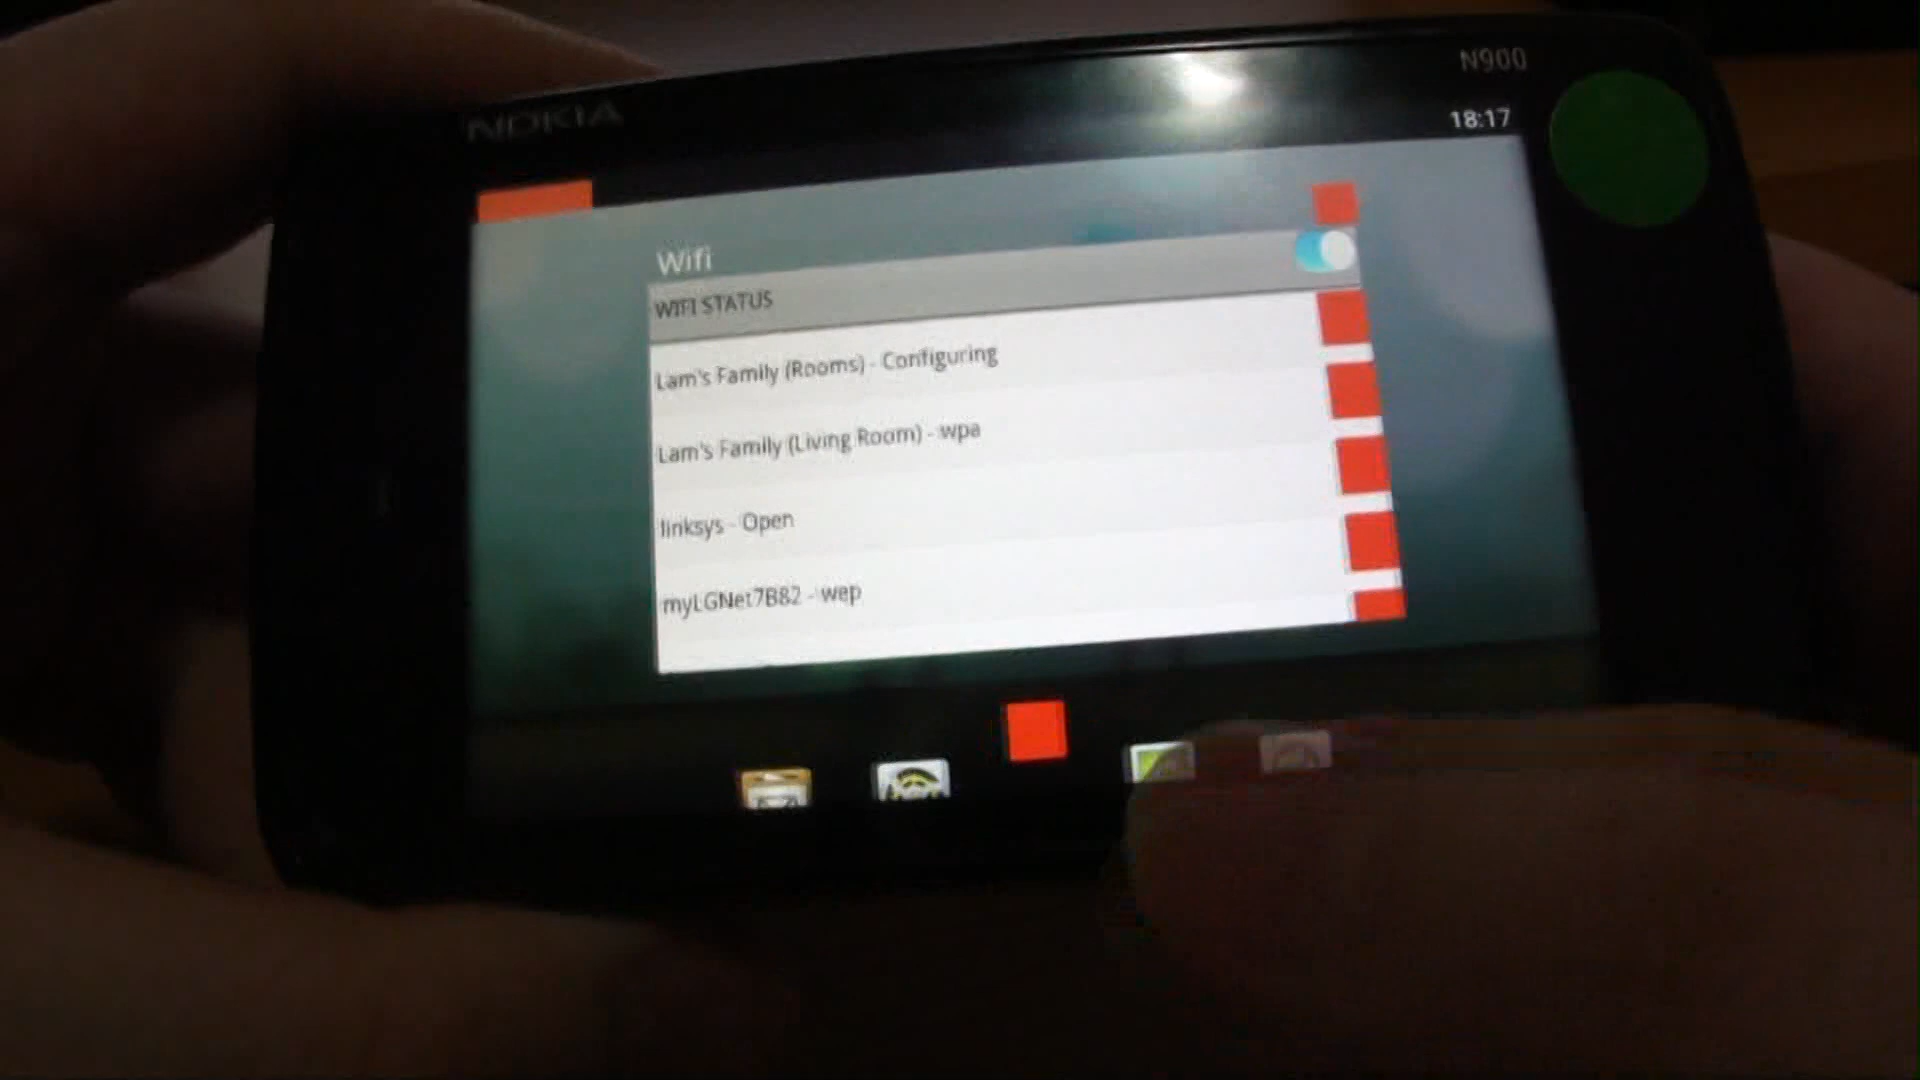 N900
NOKIA
18:17
Wifi
WIFI STATUS
Lam's Family (Rooms) - Configuring
Lam's Family (Living Room) - wpa
linksys - Open
myLGNet7B82 - wep